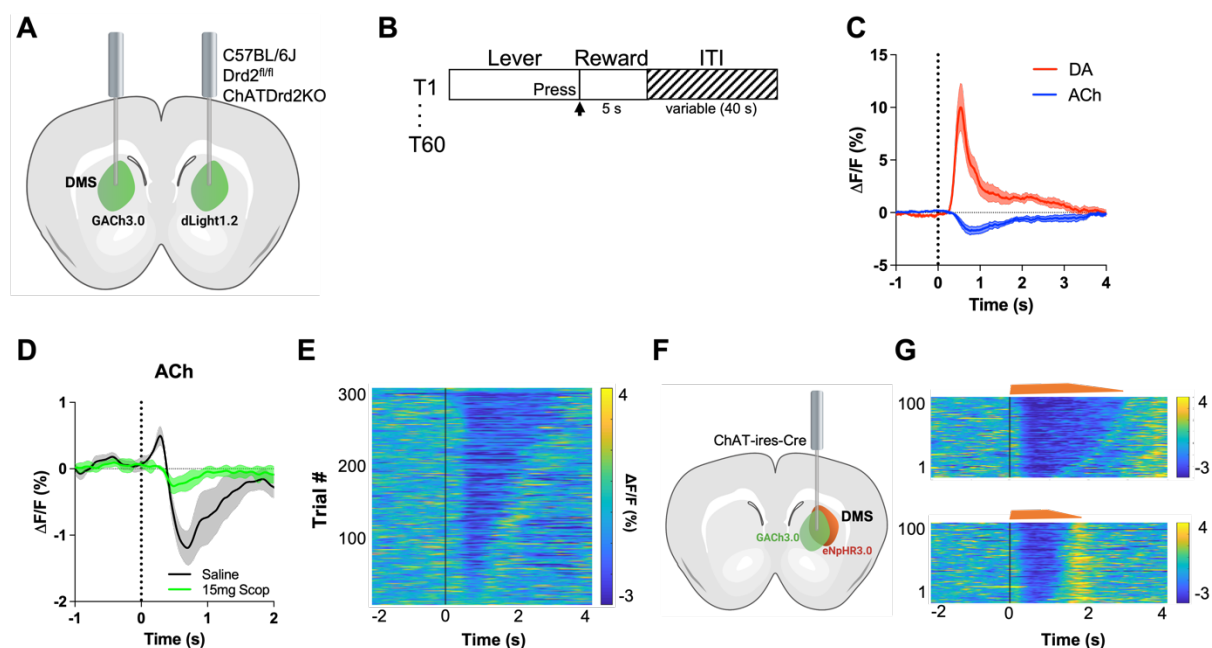 A
C57BL/6J
Drd2fl/fl
ChATDrd2KO
DMS
GACh3.0
dLight1.2
B
Lever Reward ITI
T1
Press
5 s
variable (40 s)
T60
C
15
10
5
0
-5
ΔF/F (%)
DA
ACh
-1 0 1 2 3 4
Time (s)
D
ACh
1
0
-1
-2
ΔF/F (%)
Saline
15mg Scop
-1 0 1 2
Time (s)
E
300
200
100
Trial #
-2 0 2 4
Time (s)
4
-3
ΔF/F (%)
F
ChAT-ires-Cre
DMS
GACh3.0
eNpHR3.0
G
100
1
4
-3
100
1
4
-3
-2 0 2 4
Time (s)